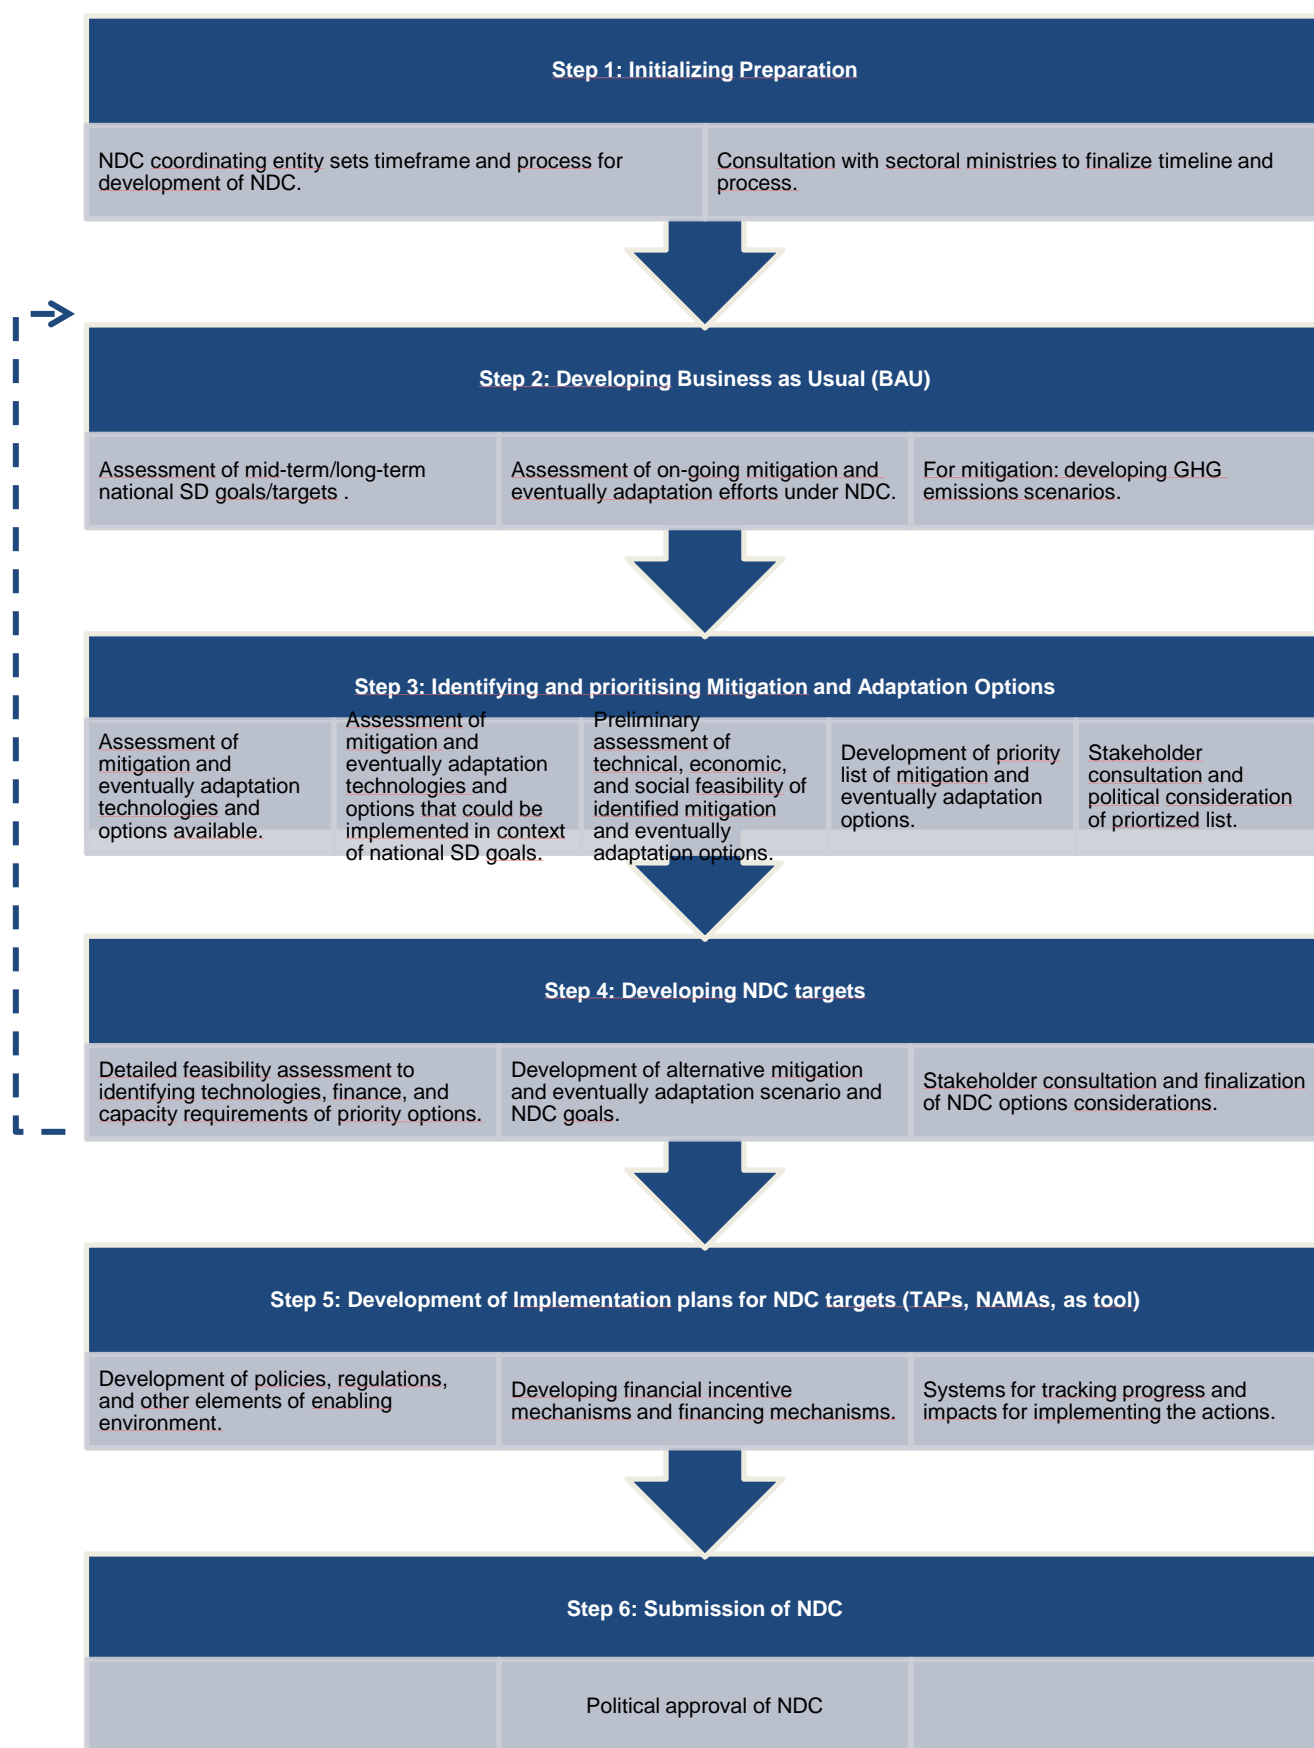 Step 1: Initializing Preparation
NDC coordinating entity sets timeframe and process for
development of NDC.
Consultation with sectoral ministries to finalize timeline and
process.
Step 2: Developing Business as Usual (BAU)
Assessment of mid-term/long-term
national SD goals/targets .
Assessment of on-going mitigation and
eventually adaptation efforts under NDC.
For mitigation: developing GHG
emissions scenarios.
Step 3: Identifying and prioritising Mitigation and Adaptation Options
Assessment of
mitigation and
eventually adaptation
technologies and
options available.
Assessment of
mitigation and
eventually adaptation
technologies and
options that could be
implemented in context
of national SD goals.
Preliminary
assessment of
technical, economic,
and social feasibility of
identified mitigation
and eventually
adaptation options.
Development of priority
list of mitigation and
eventually adaptation
options.
Stakeholder
consultation and
political consideration
of priortized list.
Step 4: Developing NDC targets
Detailed feasibility assessment to
identifying technologies, finance, and
capacity requirements of priority options.
Development of alternative mitigation
and eventually adaptation scenario and
NDC goals.
Stakeholder consultation and finalization
of NDC options considerations.
Step 5: Development of Implementation plans for NDC targets (TAPs, NAMAs, as tool)
Development of policies, regulations,
and other elements of enabling
environment.
Developing financial incentive
mechanisms and financing mechanisms.
Systems for tracking progress and
impacts for implementing the actions.
Step 6: Submission of NDC
Political approval of NDC